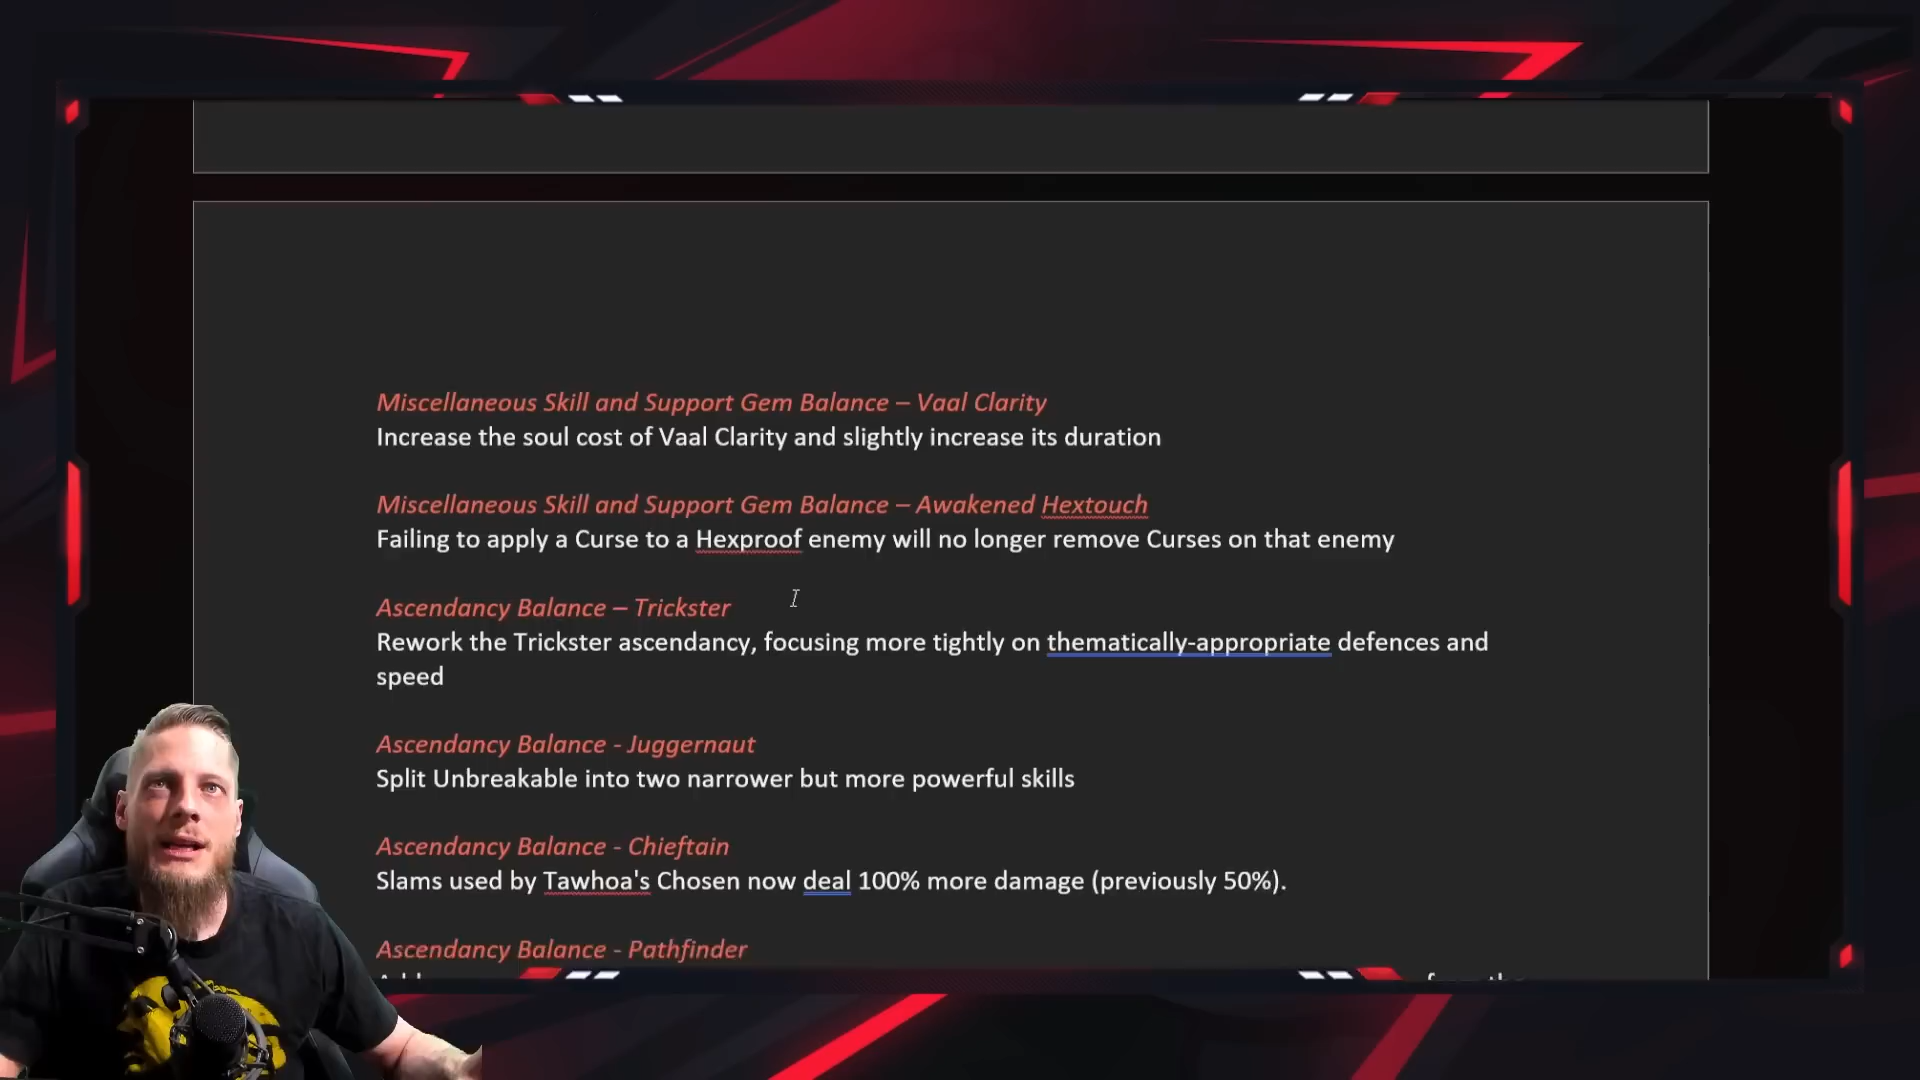 Miscellaneous Skill and Support Gem Balance – Vaal Clarity
Increase the soul cost of Vaal Clarity and slightly increase its duration
Miscellaneous Skill and Support Gem Balance – Awakened Hextouch
Failing to apply a Curse to a Hexproof enemy will no longer remove Curses on that enemy
Ascendancy Balance – Trickster
Rework the Trickster ascendancy, focusing more tightly on thematically-appropriate defences and
speed
Ascendancy Balance - Juggernaut
Split Unbreakable into two narrower but more powerful skills
Ascendancy Balance - Chieftain
Slams used by Tawhoa's Chosen now deal 100% more damage (previously 50%).
Ascendancy Balance - Pathfinder